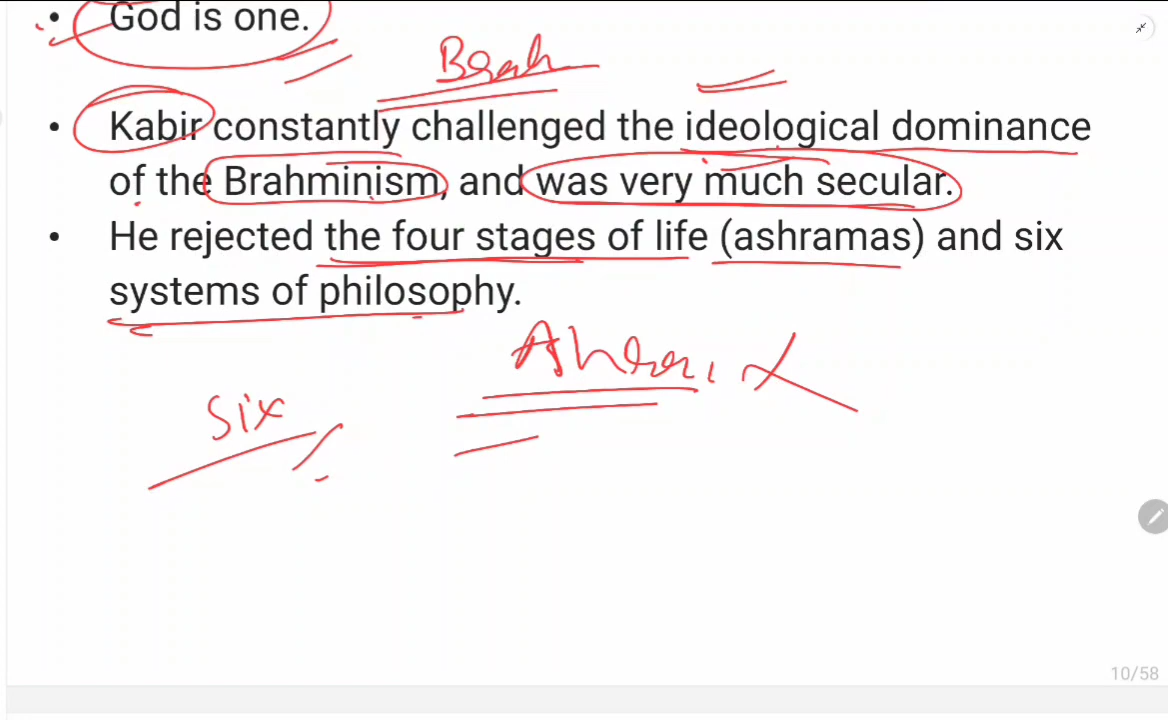 • God is one.
Brah
• Kabir constantly challenged the ideological dominance
of the Brahminism, and was very much secular.
• He rejected the four stages of life (ashramas) and six
systems of philosophy.
Six
10/58